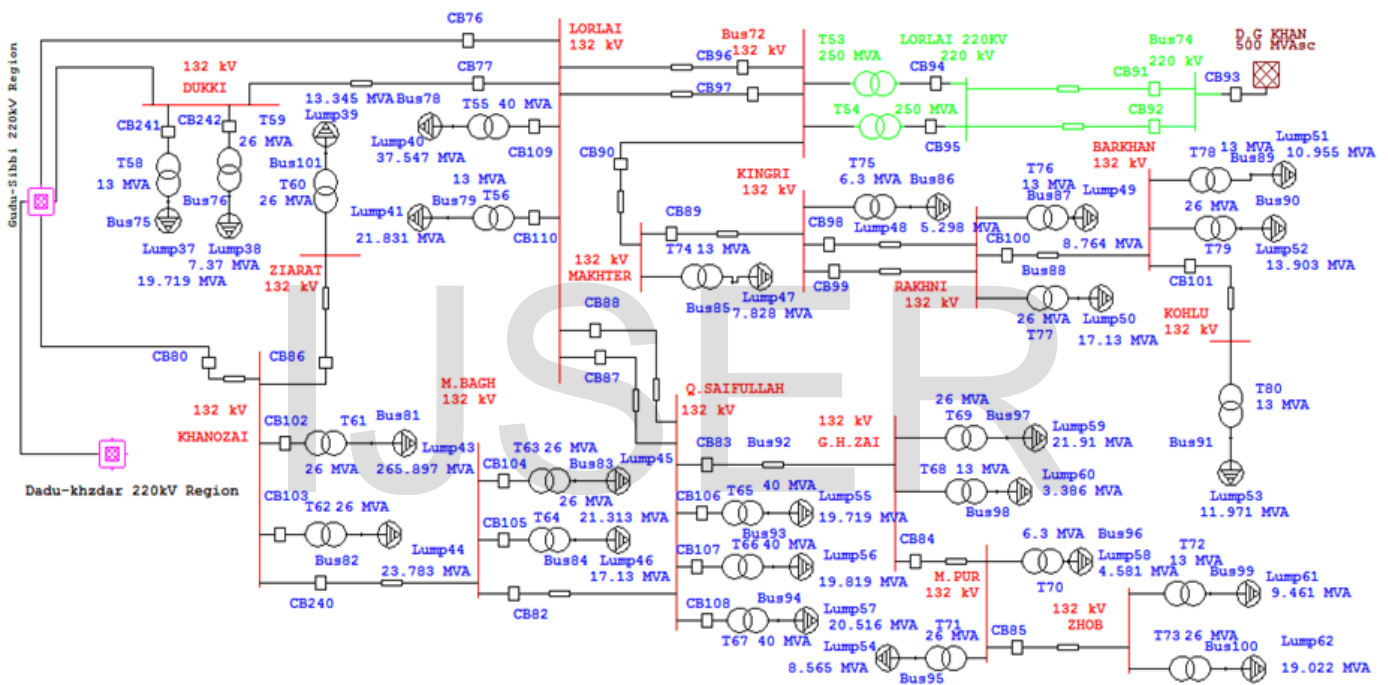 CB76
LORLAI
132 kV
Bus72
132 kV
T53
250 MVA
LORLAI 220KV
220 kV
Bus74
220 kV
D.G KHAN
500 MVAsc
Gudu-Sibbi 220kV Region
132 kV
DUKKI
CB77
CB96
CB97
CB94
CB91
CB93
CB92
T54
250 MVA
CB95
13.345 MVA
Bus78
Lump39
T55 40 MVA
Lump40
37.547 MVA
CB109
CB241
CB242
T59
26 MVA
T58
13 MVA
Bus101
T60
26 MVA
Bus75
Bus76
Lump37
Lump38
7.37 MVA
19.719 MVA
ZIARAT
132 kV
13 MVA
Bus79
T56
Lump41
21.831 MVA
CB110
CB90
CB89
132 kV
MAKHTER
T74
13 MVA
Bus85
Lump47
7.828 MVA
KINGRI
132 kV
T75
6.3 MVA
Bus86
Lump48
5.298 MVA
CB98
CB99
T76
13 MVA
Bus87
Lump49
8.764 MVA
CB100
RAKHNI
132 kV
Bus88
26 MVA
T77
Lump50
17.13 MVA
BARKHAN
132 kV
T78
13 MVA
Bus89
Lump51
10.955 MVA
26 MVA
T79
Bus90
Lump52
13.903 MVA
CB101
KOHLU
132 kV
T80
13 MVA
Bus91
Lump53
11.971 MVA
IJSER
CB80
CB86
CB88
CB87
132 kV
KHANOZAI
CB102
T61
Bus81
26 MVA
Lump43
265.897 MVA
CB103
T62
26 MVA
Bus82
Lump44
23.783 MVA
CB240
Dadu-khzdar 220kV Region
M.BAGH
132 kV
CB104
T63
26 MVA
Bus83
Lump45
21.313 MVA
26 MVA
CB105
T64
Bus84
Lump46
17.13 MVA
CB82
Q.SAIFULLAH
132 kV
CB83
Bus92
CB106
T65
40 MVA
Lump55
19.719 MVA
Bus93
CB107
T66
40 MVA
Lump56
19.819 MVA
Bus94
CB108
T67
40 MVA
Lump57
20.516 MVA
132 kV
G.H.ZAI
26 MVA
T69
Bus97
Lump59
21.91 MVA
T68
13 MVA
Lump60
3.386 MVA
Bus98
CB84
M.PUR
132 kV
6.3 MVA
Bus96
Lump58
4.581 MVA
T70
Lump54
8.565 MVA
T71
26 MVA
Bus95
CB85
132 kV
ZHOB
T72
13 MVA
Bus99
Lump61
9.461 MVA
T73
26 MVA
Bus100
Lump62
19.022 MVA